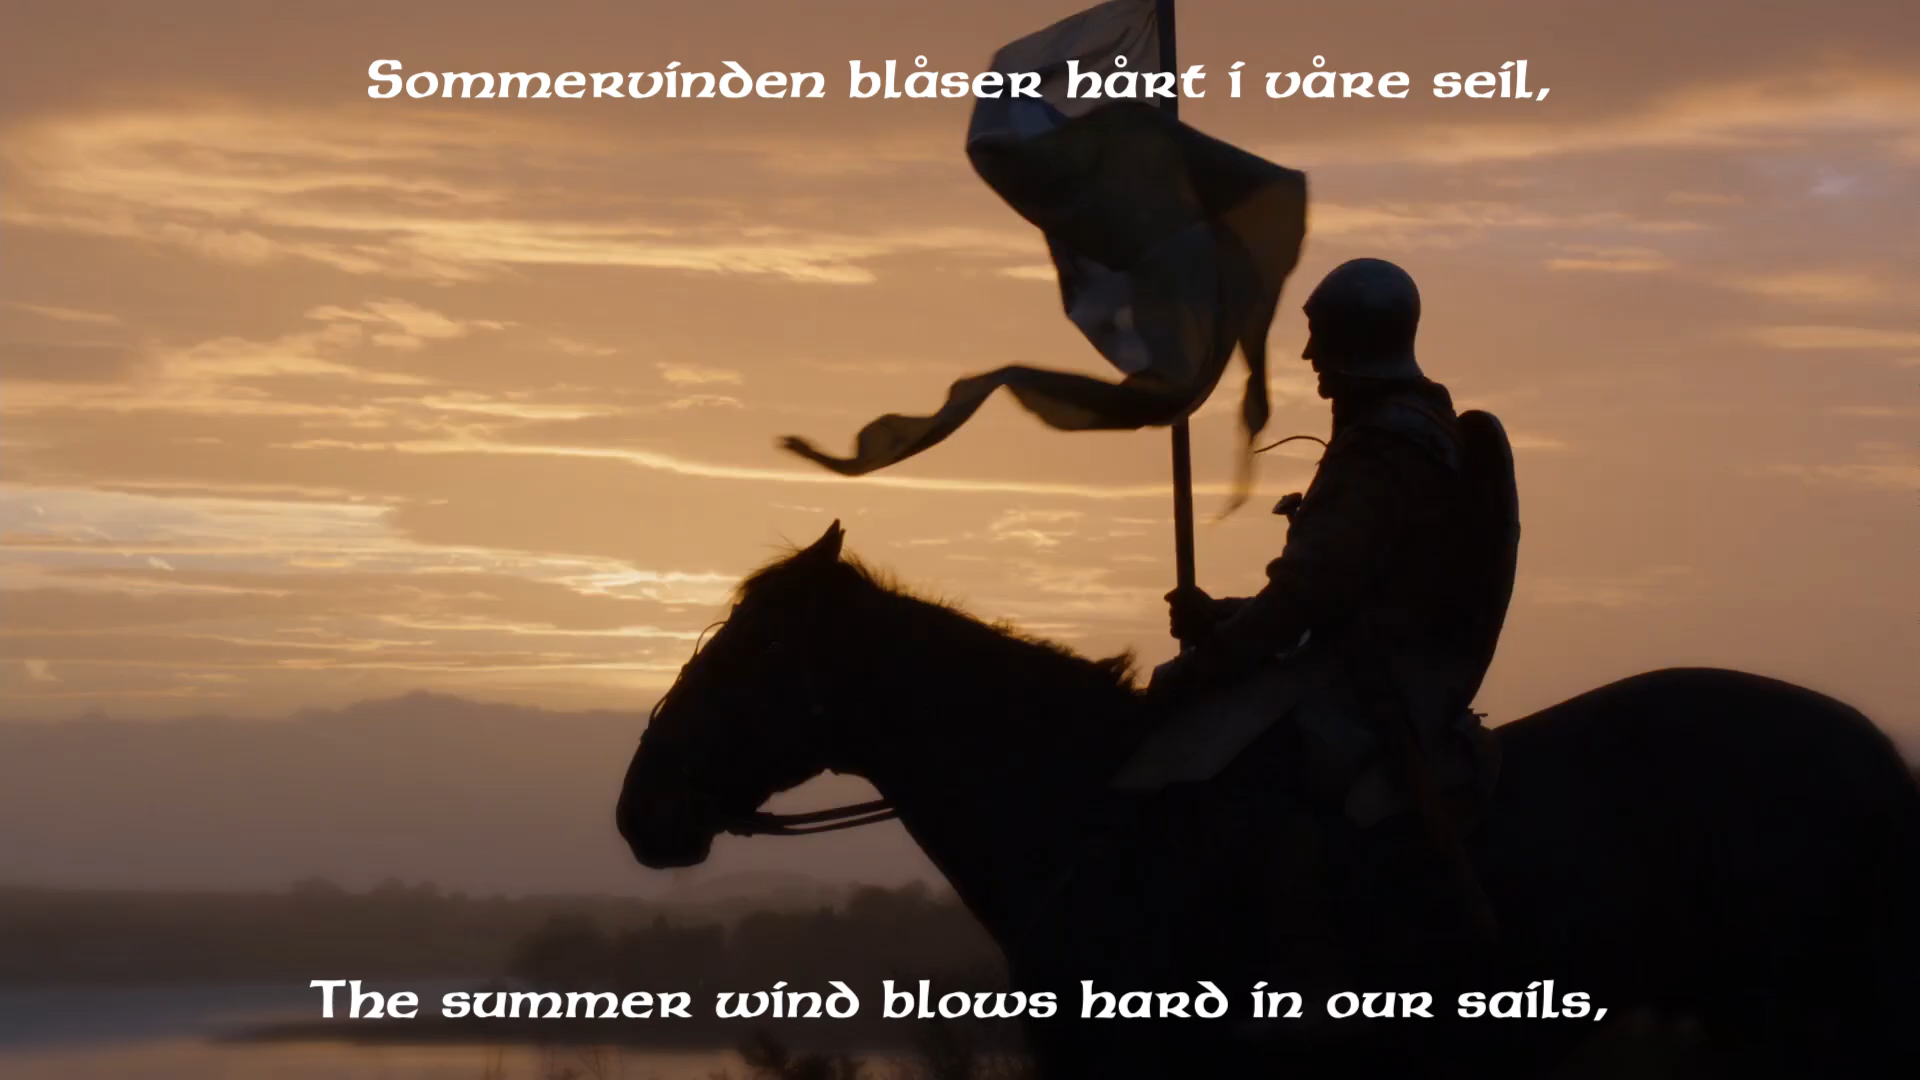 Sommervinden blåser hårt i våre seil,
The summer wind blows hard in our sails,